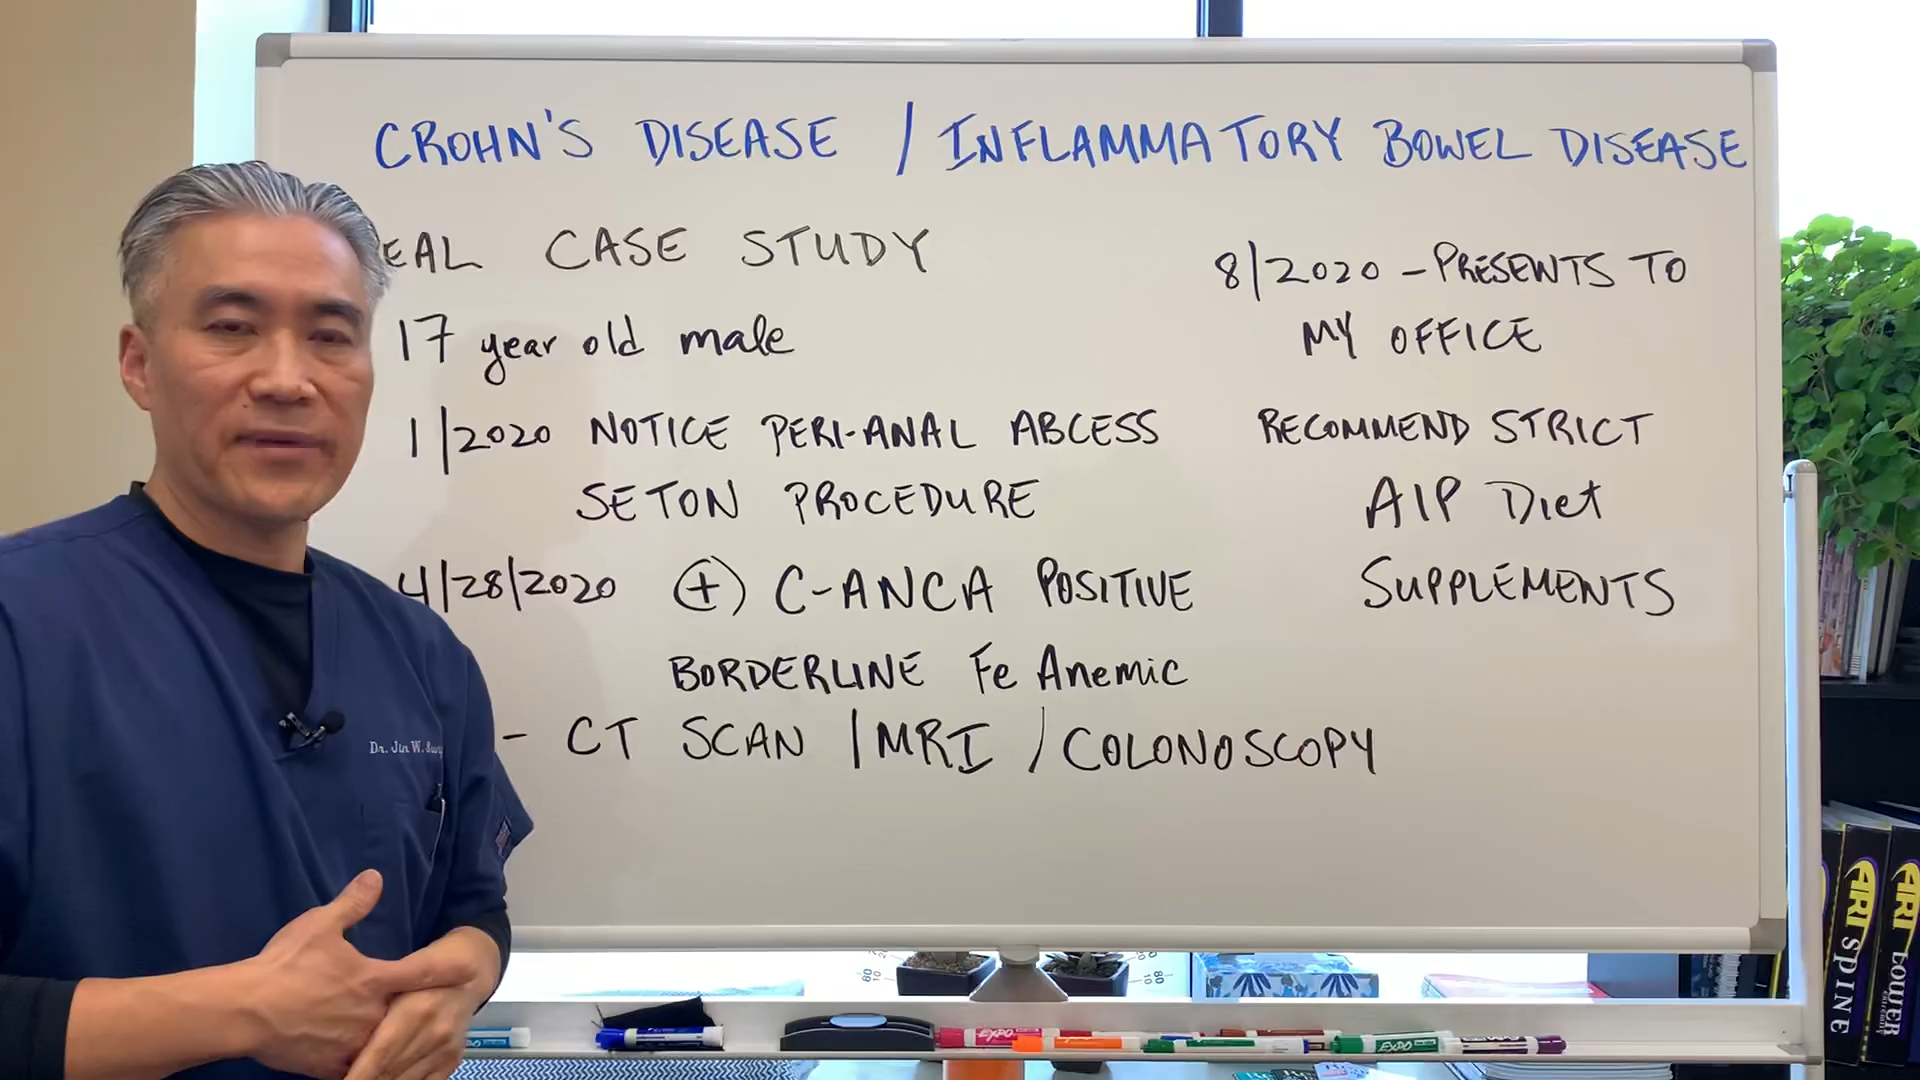 CROHN'S DISEASE / INFLAMMATORY BOWEL DISEASE
EAL CASE STUDY
17 year old male
1/2020 NOTICE PERI-ANAL ABCESS
SETON PROCEDURE
4/28/2020 (+) C-ANCA POSITIVE
BORDERLINE Fe Anemic
- CT SCAN / MRI / COLONOSCOPY
8/2020 - PRESENTS TO
MY OFFICE
RECOMMEND STRICT
AIP Diet
SUPPLEMENTS
Dr. Jin W.
ARI SPINE
ARI LOWER
EXPO
EXPO